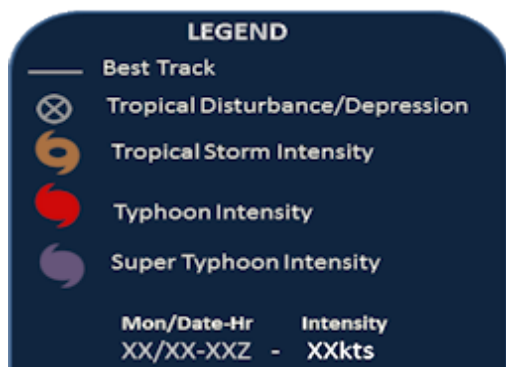 LEGEND
Best Track
Tropical Disturbance/Depression
Tropical Storm Intensity
Typhoon Intensity
Super Typhoon Intensity
Mon/Date-Hr Intensity
XX/XX-XXZ - XXkts